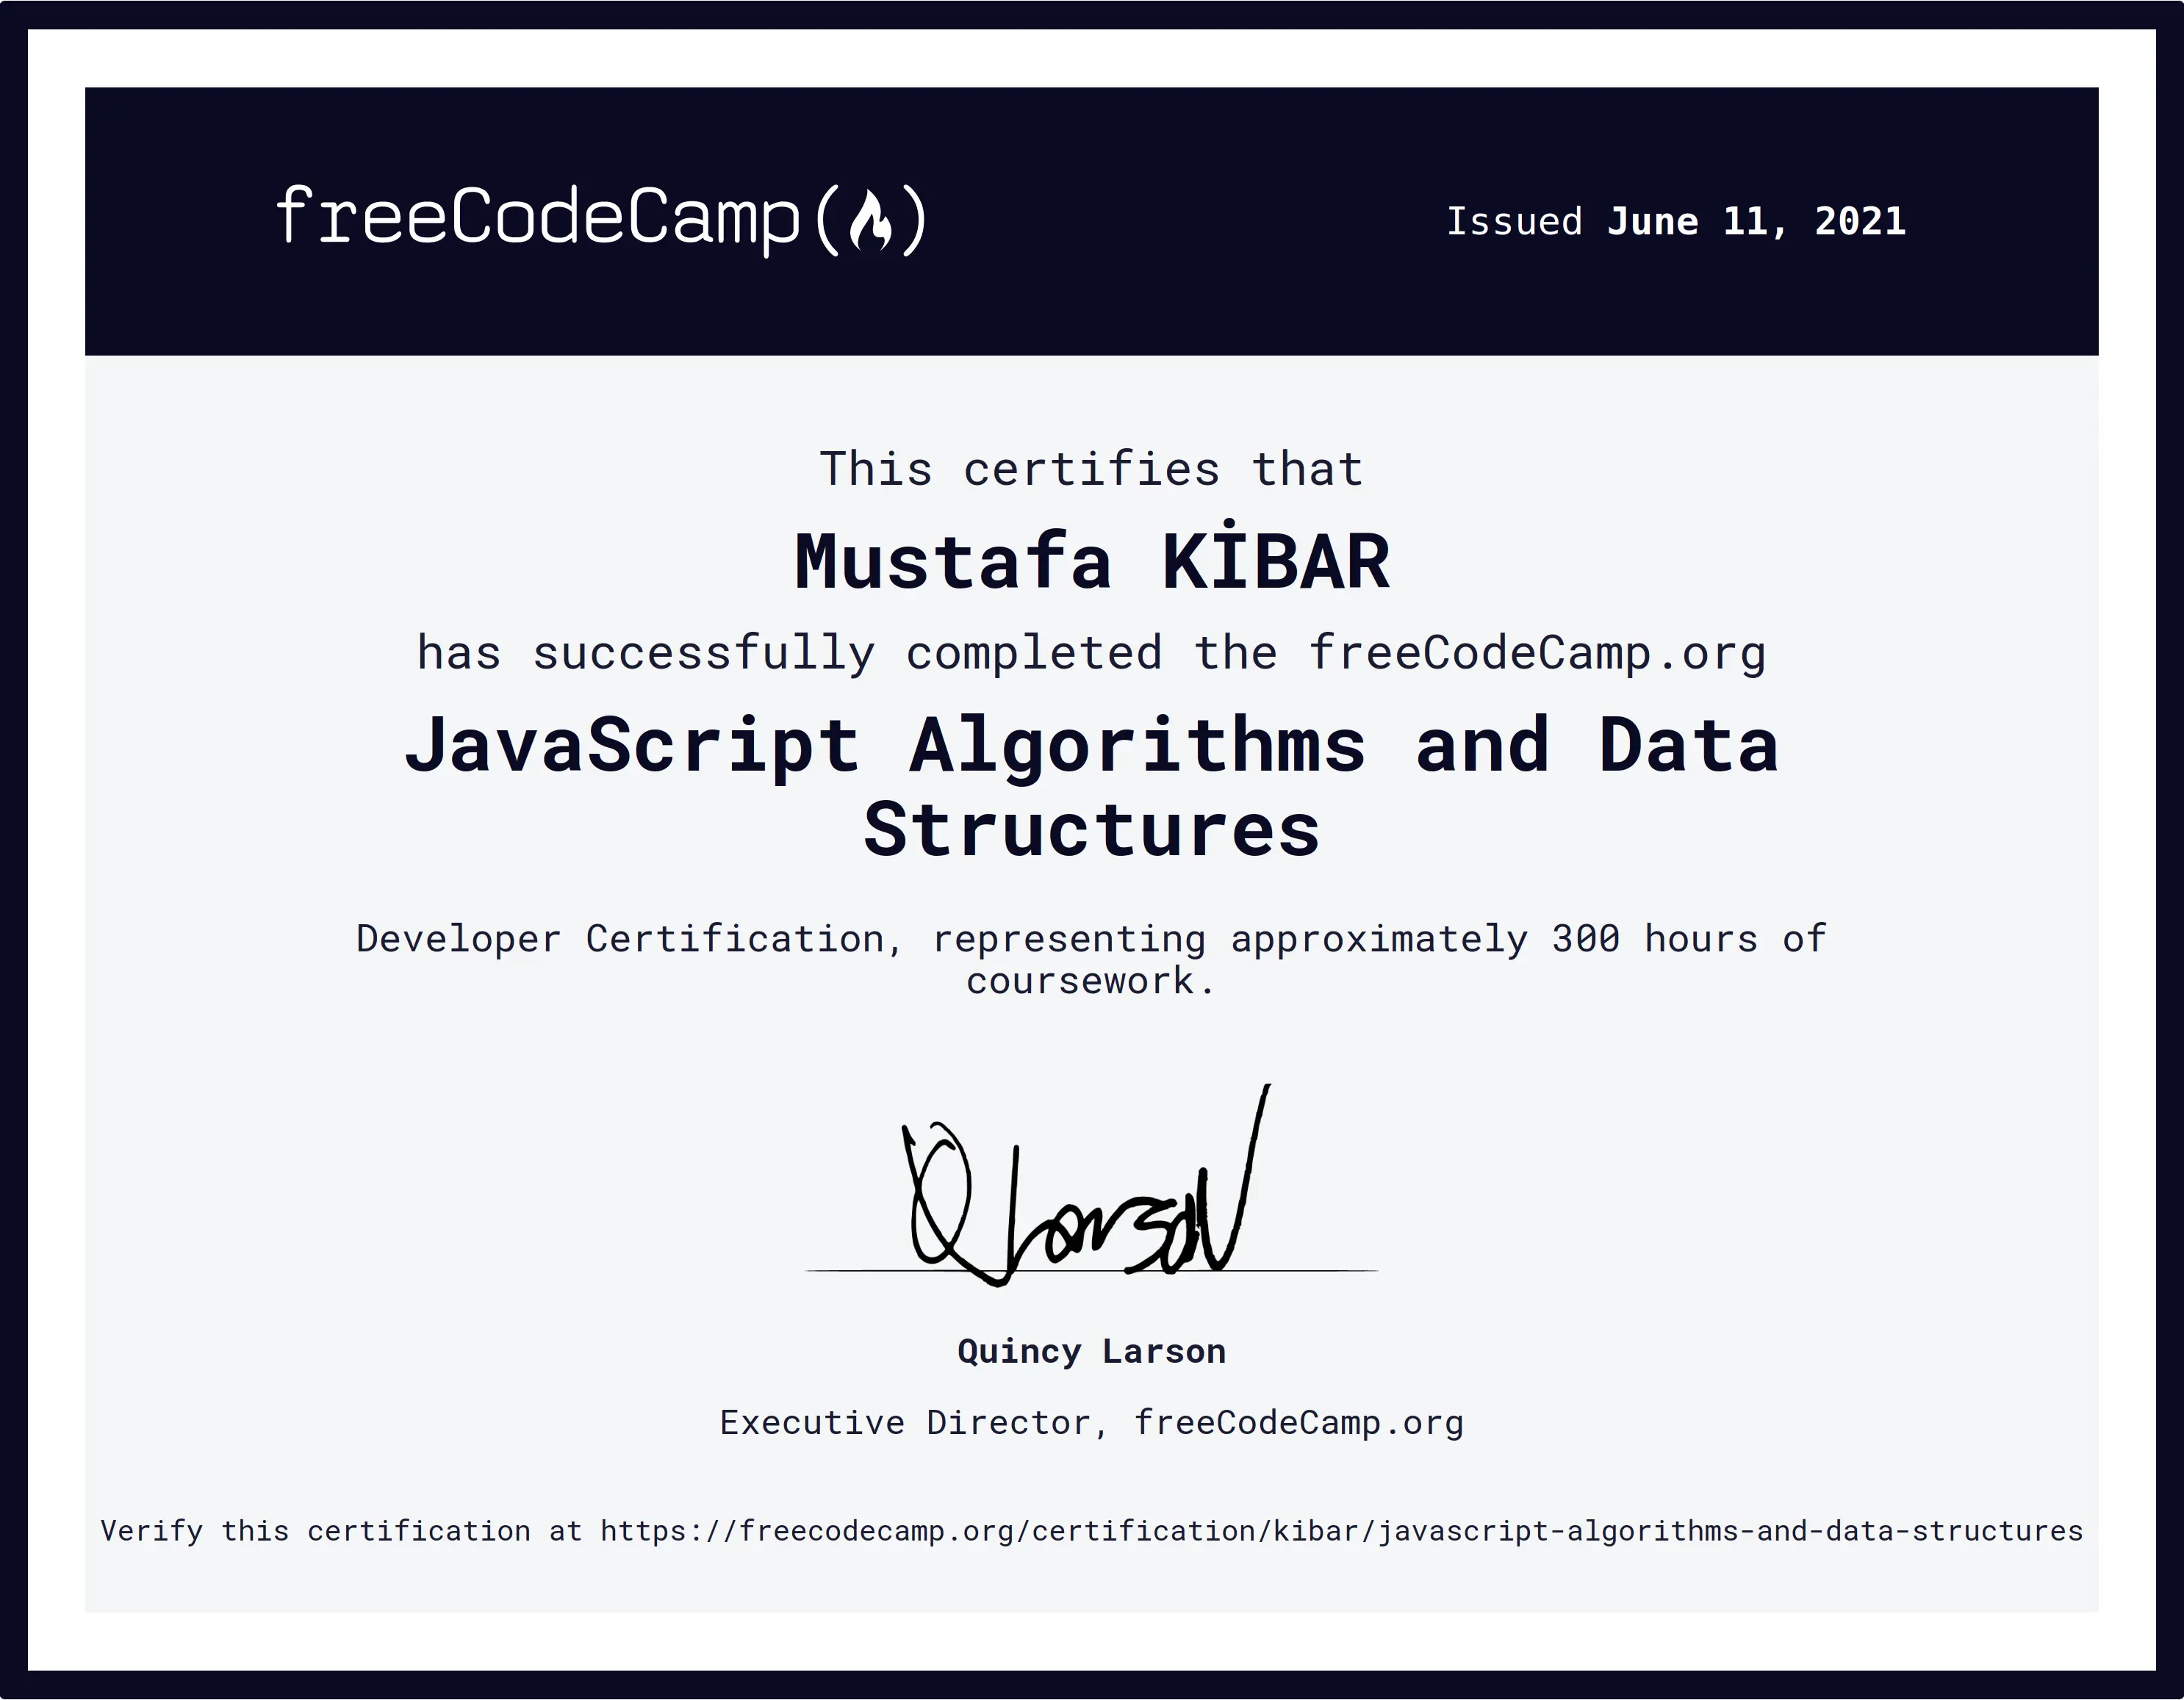 freeCodeCamp(🔥)
Issued June 11, 2021
This certifies that
Mustafa KİBAR
has successfully completed the freeCodeCamp.org
JavaScript Algorithms and Data
Structures
Developer Certification, representing approximately 300 hours of
coursework.
Quincy Larson
Executive Director, freeCodeCamp.org
Verify this certification at https://freecodecamp.org/certification/kibar/javascript-algorithms-and-data-structures